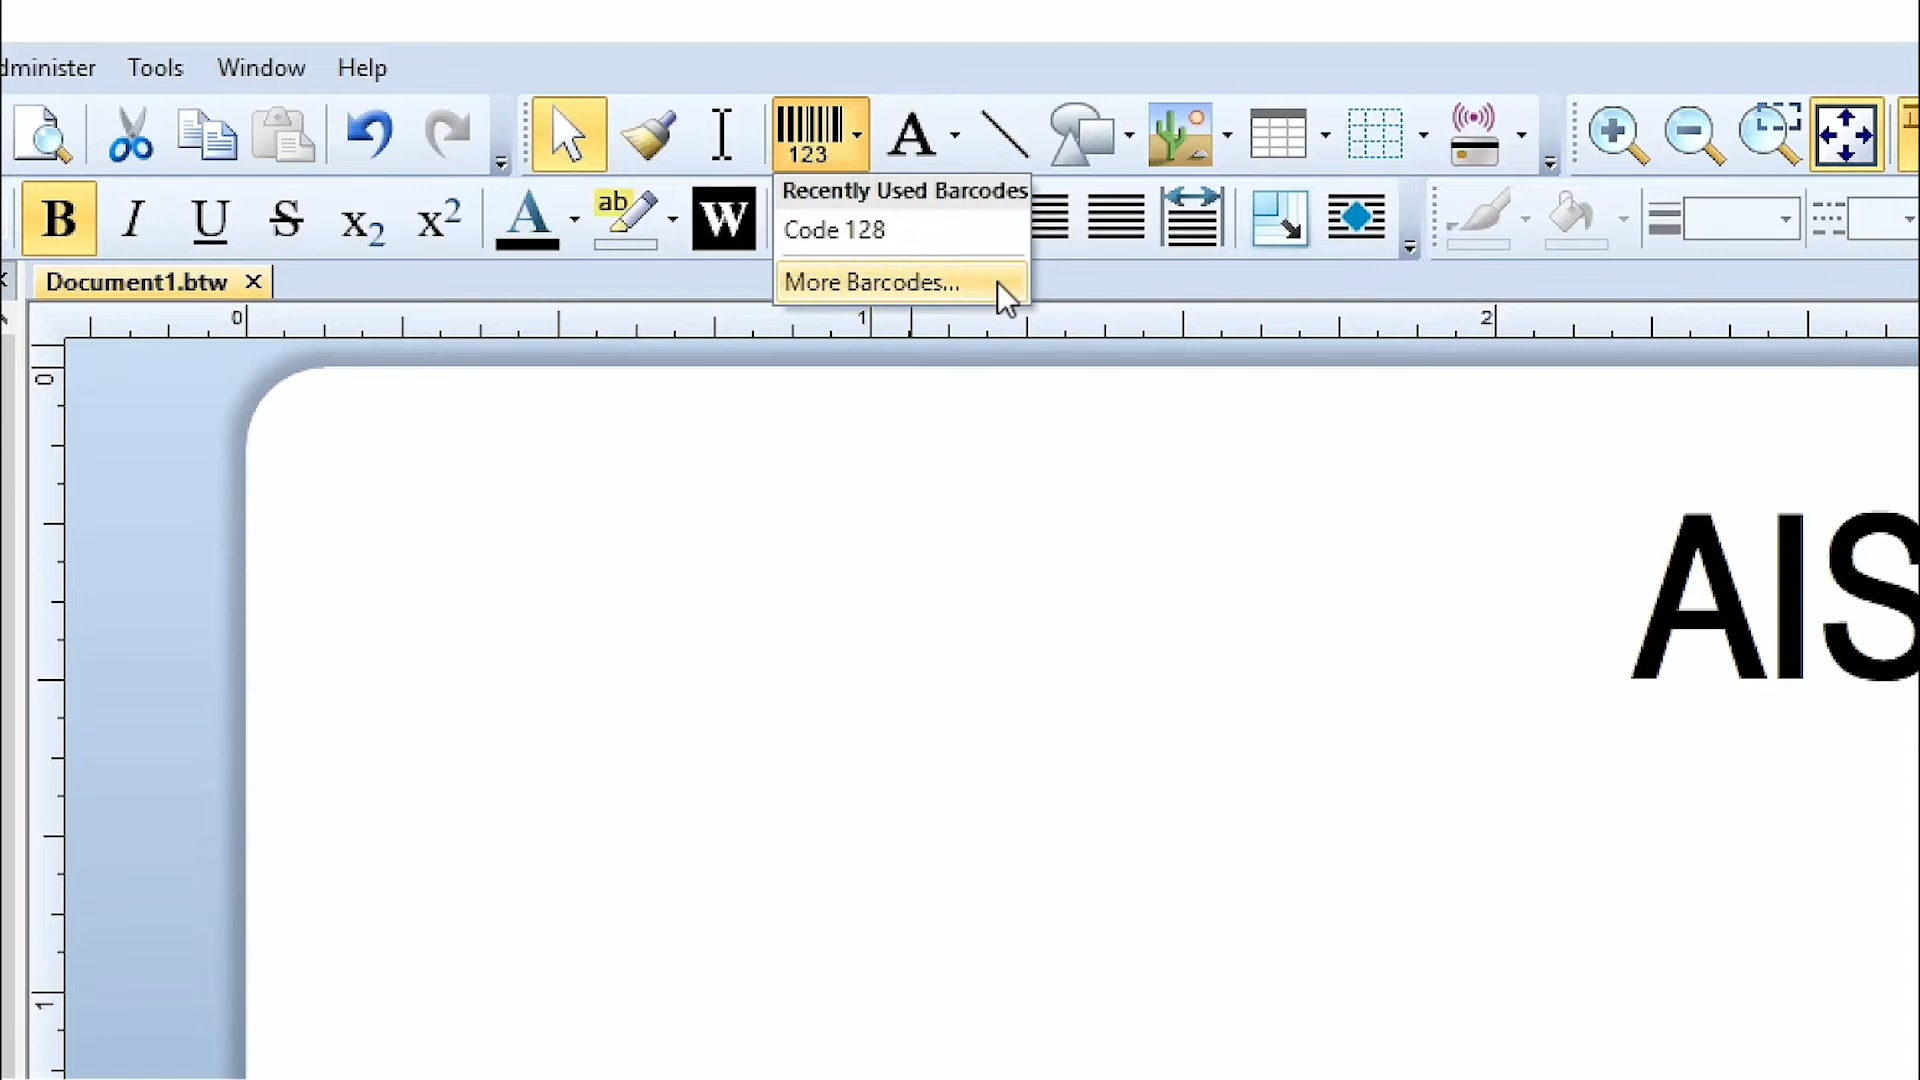 dminister Tools Window Help
123 A
B I U S x2 x2 A ab W
Recently Used Barcodes
Code 128
More Barcodes...
Document1.btw
0 1 2
0
AIS
1